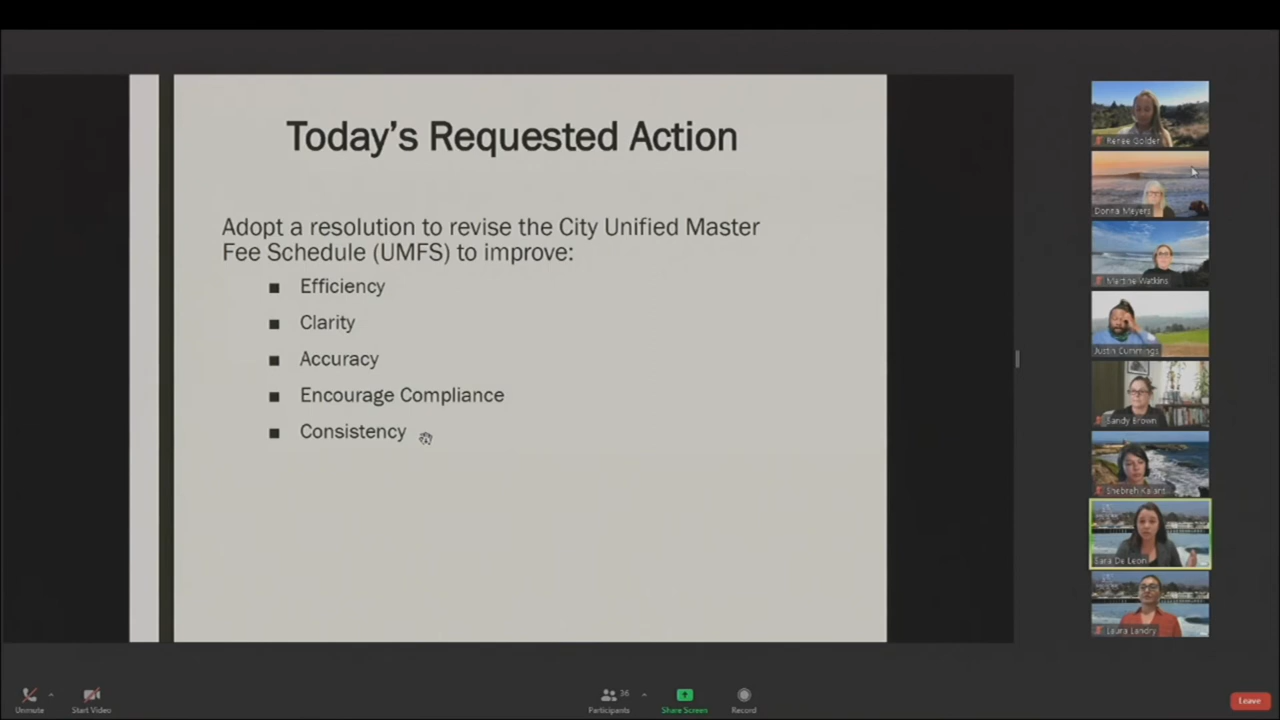 Today's Requested Action
Adopt a resolution to revise the City Unified Master
Fee Schedule (UMFS) to improve:
■ Efficiency
■ Clarity
■ Accuracy
■ Encourage Compliance
■ Consistency
Renee Golder
Donna Meyers
Martine Watkins
Justin Cummings
Sandy Brown
Shebreh Kalant
Sara De Leon
Laura Landry
Unmute
Start Video
Participants
36
Share Screen
Record
Leave